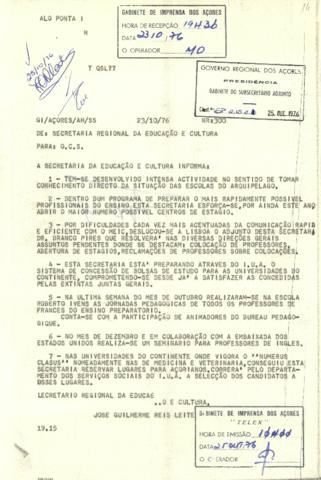 ALO PONTA I
N
T QSL??
GABINETE DE IMPRENSA DOS AÇORES
HORA DE RECEPÇÃO 19H36
DATA 23.10.76
O OPERADOR MO
GOVERNO REGIONAL DOS AÇORES
PRESIDÊNCIA
GABINETE DO SUBSECRETARIO ADJUNTO
25. OUT. 1976
GI/AÇORES/AH/SS 23/10/76 NR:300
DE: SECRETARIA REGIONAL DA EDUCAÇÃO E CULTURA
PARA: O.C.S.
A SECRETARIA DA EDUCAÇÃO E CULTURA INFORMA:
1 - TEM-SE DESENVOLVIDO INTENSA ACTIVIDADE NO SENTIDO DE TOMAR
CONHECIMENTO DIRECTO DA SITUAÇÃO DAS ESCOLAS DO ARQUIPELAGO.
2 - DENTRO DUM PROGRAMA DE PREPARAR O MAIS RAPIDAMENTE POSSIVEL
PROFISSIONAIS DO ENSINO ESTA SECRETARIA ESFORÇA-SE, POR AINDA ESTE ANO
ABRIR O MAIOR NUMERO POSSIVEL CENTROS DE ESTAGIO.
3 - POR DIFICULDADES CADA VEZ MAIS ACENTUADAS DA COMUNICAÇÃO RAPID
E EFICIENTE COM O MEIC, DESLOCA-SE A LISBOA O ADJUNTO DESTA SECRETARIA
DR. BRANCO PIRES QUE RESOLVERA' NAS DIVERSAS DIREÇÕES GERAIS
ASSUNTOS PENDENTES DONDE SE DESTACAM: COLOCAÇÃO DE PROFESSORES,
ABERTURA DE ESTAGIOS, RECLAMAÇÕES DE PROFESSORES SOBRE COLOCAÇÕES.
4 - ESTA SECRETARIA ESTA' PREPARANDO ATRAVES DO I.U.A. O
SISTEMA DE CONCESSÃO DE BOLSAS DE ESTUDO PARA AS UNIVERSIDADES DO
CONTINENTE, COMPROMETENDO-SE DESDE JA' A SATISFAZER AS CONCEDIDAS
PELAS EXTINTAS JUNTAS GERAIS.
5 - NA ULTIMA SEMANA DO MES DE OUTUBRO REALIZARAM-SE NA ESCOLA
ROBERTO IVENS AS JORNADAS PEDAGOGICAS DE TODOS OS PROFESSORES DE
FRANCES DO ENSINO PREPARATORIO.
CONTA-SE COM A PARTICIPAÇÃO DE ANIMADORES DO BUREAU PEDAGO-
GIQUE.
6 - NO MES DE DEZEMBRO E EM COLABORAÇÃO COM A EMBAIXADA DOS
ESTADOS UNIDOS REALIZA-SE UM SEMINARIO PARA PROFESSORES DE INGLES.
7 - NAS UNIVERSIDADES DO CONTINENTE ONDE VIGORA O "NUMERUS
CLASUS" NOMEADAMENTE NAS DE MEDICINA E VETERINARIA, CONSEGUIU ESTA
SECRETARIA RESERVAR LUGARES PARA AÇORIANOS, CORRERA' PELO DEPARTA-
MENTO DOS SERVIÇOS SOCIAIS DO I.U.A. A SELECÇÃO DOS CANDIDATOS A
ESSES LUGARES.
SECRETARIO REGIONAL DA EDUCAÇ
..O E CULTURA,
JOSE GUILHERME REIS LEITE
19.15
GABINETE DE IMPRENSA DOS AÇORES
"TELEX"
HORA DE EMISSÃO
DATA
O OPERADOR